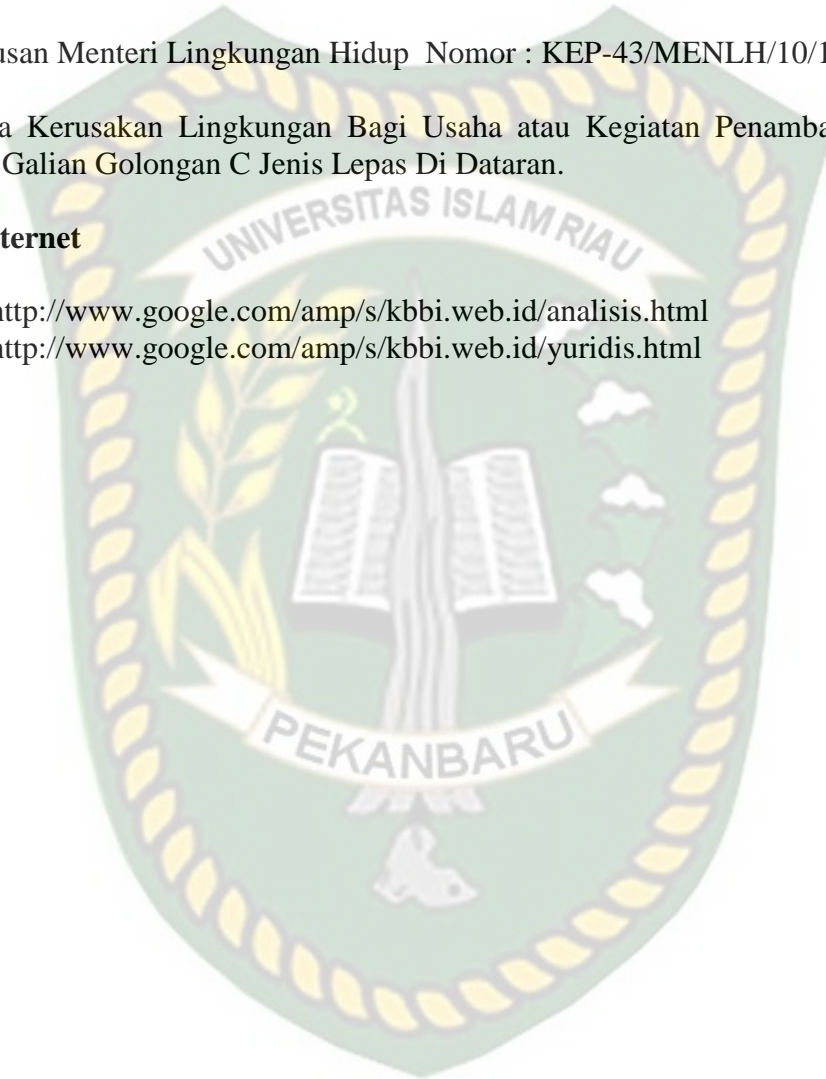 usan Menteri Lingkungan Hidup Nomor : KEP-43/MENLH/10/1
a Kerusakan Lingkungan Bagi Usaha atau Kegiatan Penamba
Galian Golongan C Jenis Lepas Di Dataran.
UNIVERSITAS ISLAM RIAU
ternet
ttp://www.google.com/amp/s/kbbi.web.id/analisis.html
ttp://www.google.com/amp/s/kbbi.web.id/yuridis.html
PEKANBARU